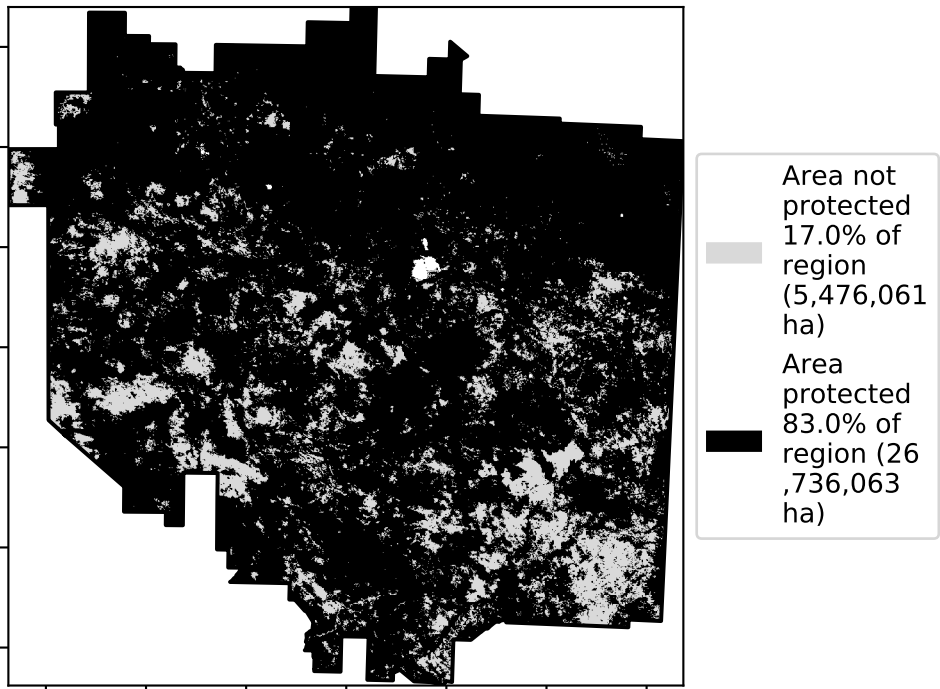 Area not
protected
17.0% of
region
(5,476,061
ha)
Area
protected
83.0% of
region (26
,736,063
ha)